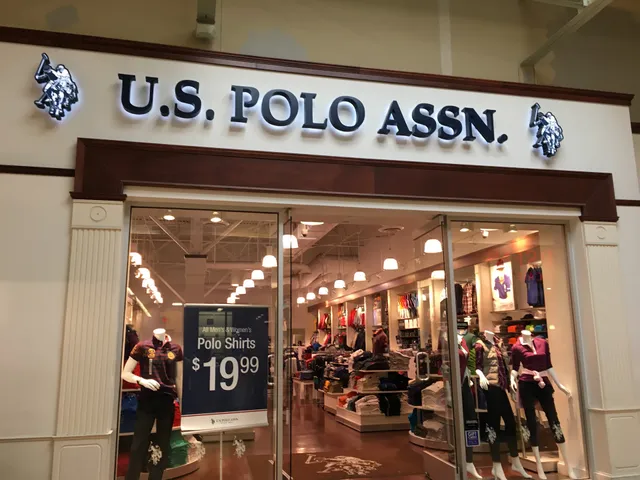 U.S. POLO ASSN.
All Men's & Women's
Polo Shirts
$19.99